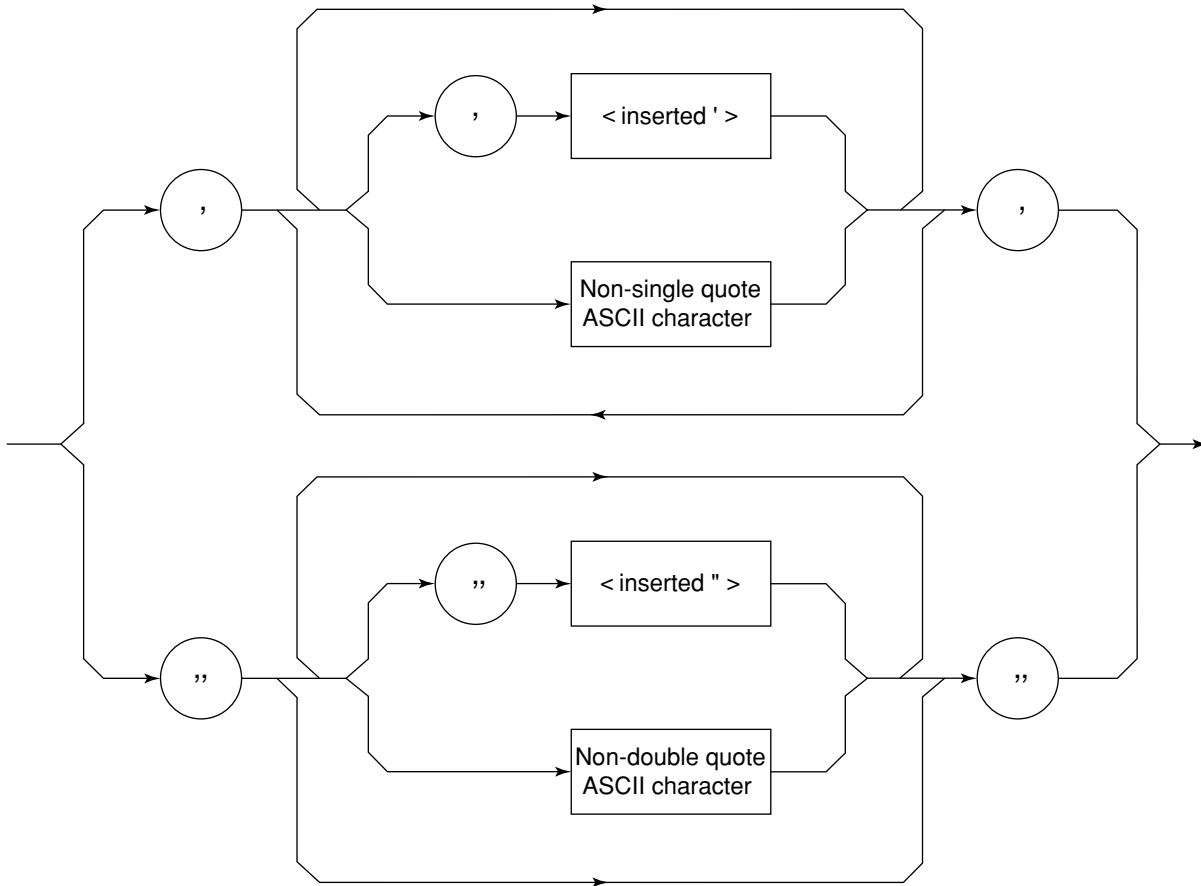 '
< inserted ' >
'
'
Non-single quote
ASCII character
"
< inserted " >
"
"
Non-double quote
ASCII character